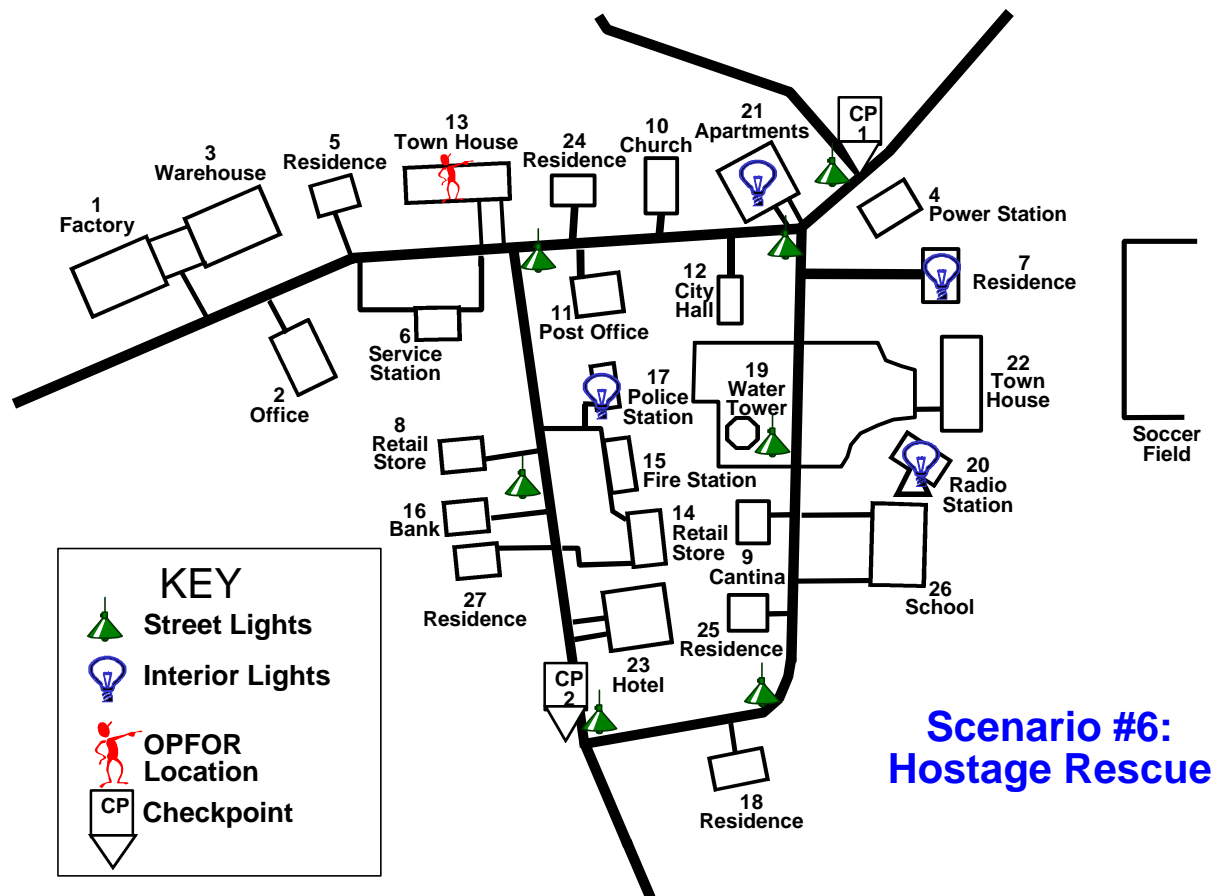 1
Factory
3
Warehouse
5
Residence
13
Town House
24
Residence
10
Church
21
Apartments
CP
1
4
Power Station
7
Residence
2
Office
6
Service
Station
11
Post Office
12
City
Hall
17
Police
Station
19
Water
Tower
22
Town
House
Soccer
Field
8
Retail
Store
15
Fire Station
20
Radio
Station
16
Bank
14
Retail
Store
9
Cantina
26
School
27
Residence
25
Residence
23
Hotel
CP
2
18
Residence
KEY
Street Lights
Interior Lights
OPFOR
Location
CP
Checkpoint
Scenario #6:
Hostage Rescue